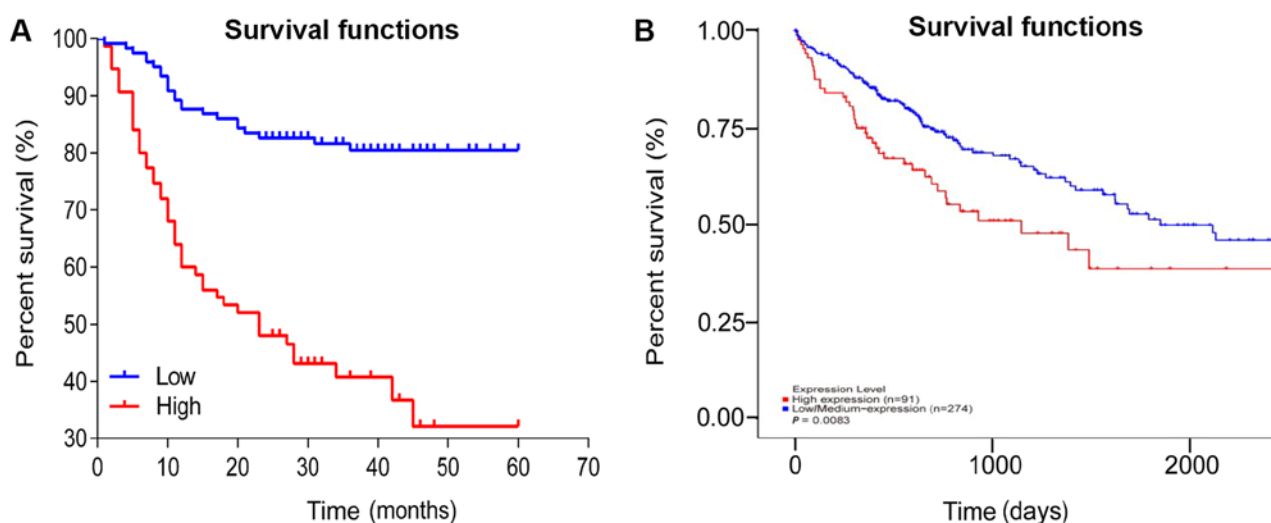 A
Survival functions
Percent survival (%)
100
90
80
70
60
50
40
30
Low
High
0
10
20
30
40
50
60
70
Time (months)
B
Survival functions
Percent survival (%)
1.00
0.75
0.50
0.25
0.00
Expression Level
High expression (n=91)
Low/Medium-expression (n=274)
P = 0.0083
0
1000
2000
Time (days)